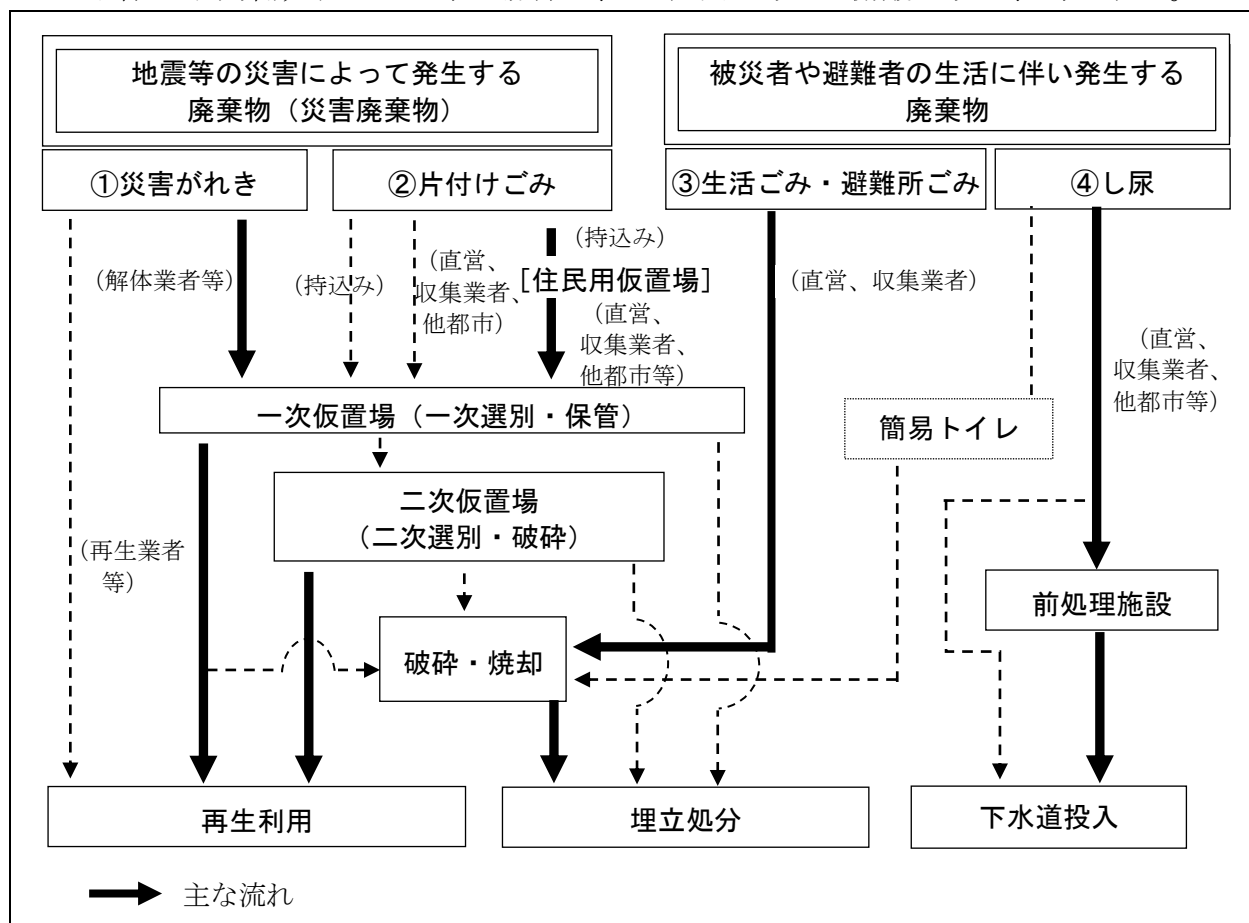 地震等の災害によって発生する
廃棄物（災害廃棄物）
被災者や避難者の生活に伴い発生する
廃棄物
①災害がれき
②片付けごみ
③生活ごみ・避難所ごみ
④し尿
（解体業者等）
（持込み）
（直営、
収集業者、
他都市）
（持込み）
［住民用仮置場］
（直営、
収集業者、
他都市等）
（直営、収集業者）
（直営、
収集業者、
他都市等）
一次仮置場（一次選別・保管）
簡易トイレ
二次仮置場
（二次選別・破砕）
（再生業者
等）
前処理施設
破砕・焼却
再生利用
埋立処分
下水道投入
主な流れ